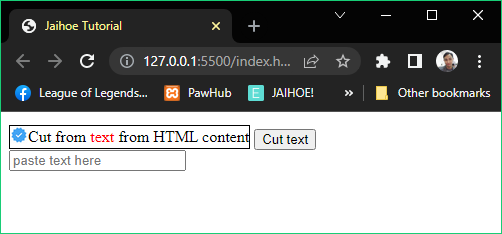 Jaihoe Tutorial
127.0.0.1:5500/index.h...
League of Legends...
PawHub
JAIHOE!
Other bookmarks
Cut from text from HTML content Cut text
paste text here